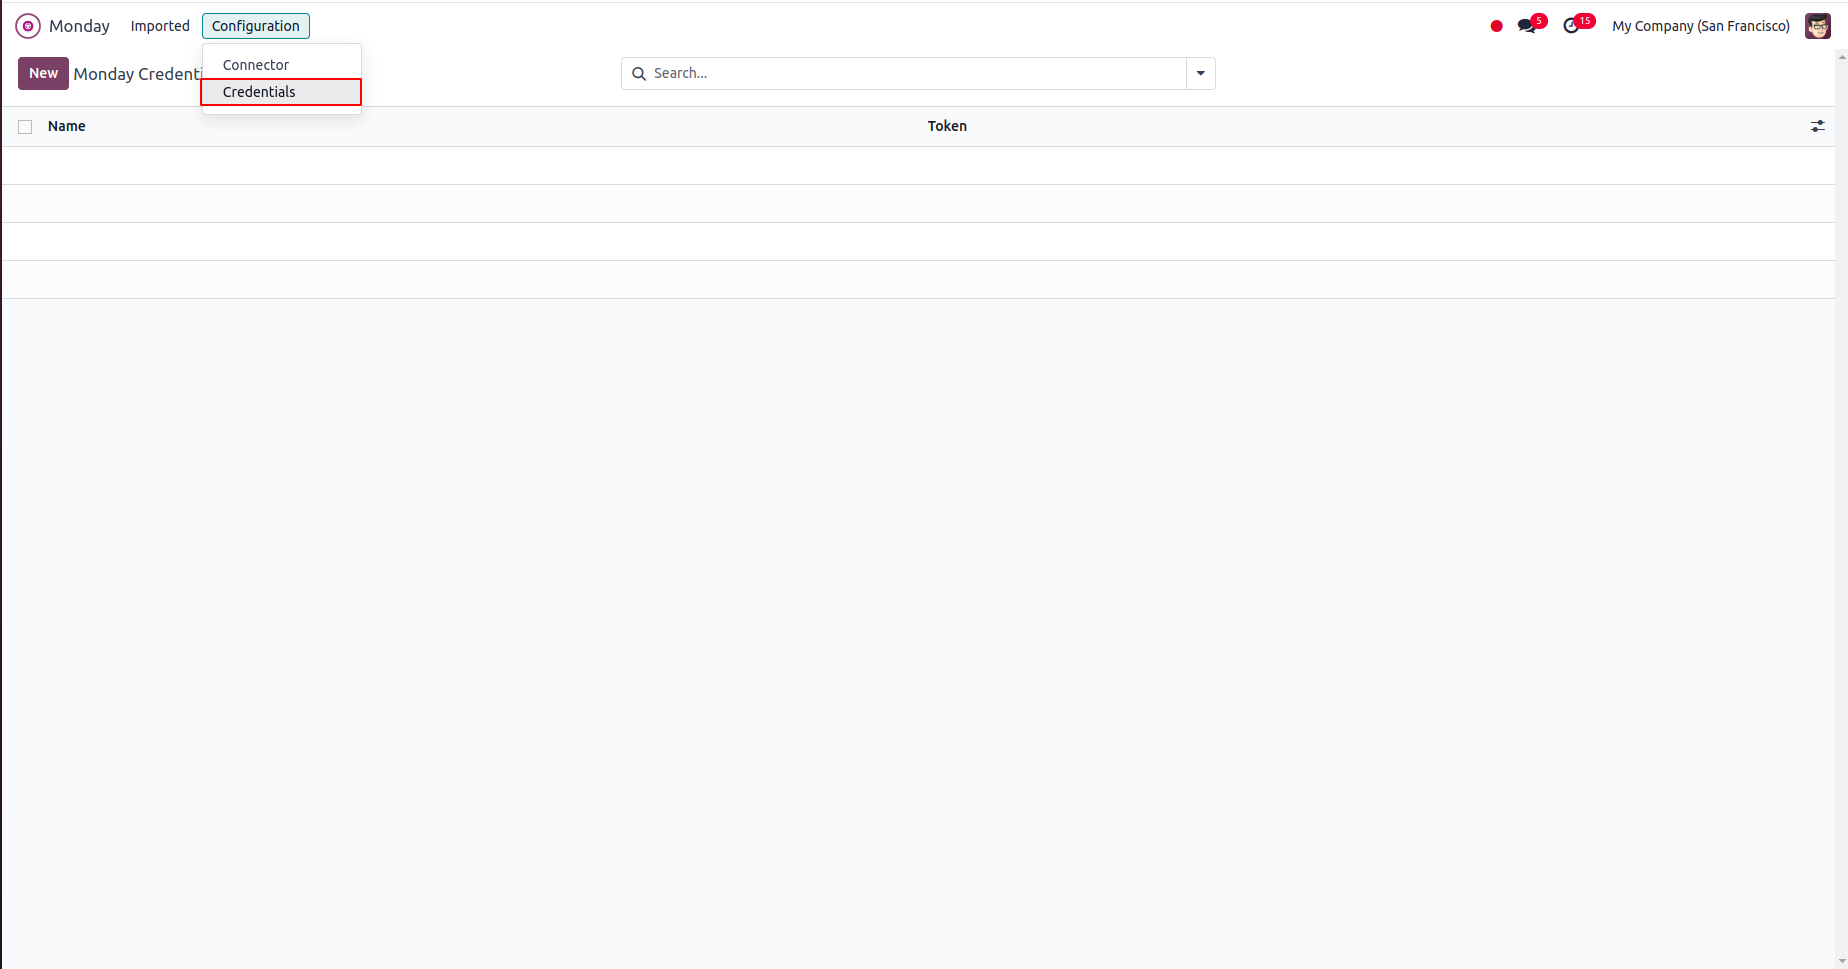 Monday Imported Configuration 5 15 My Company (San Francisco)
Connector
New Monday Credenti Search...
Credentials
Name Token